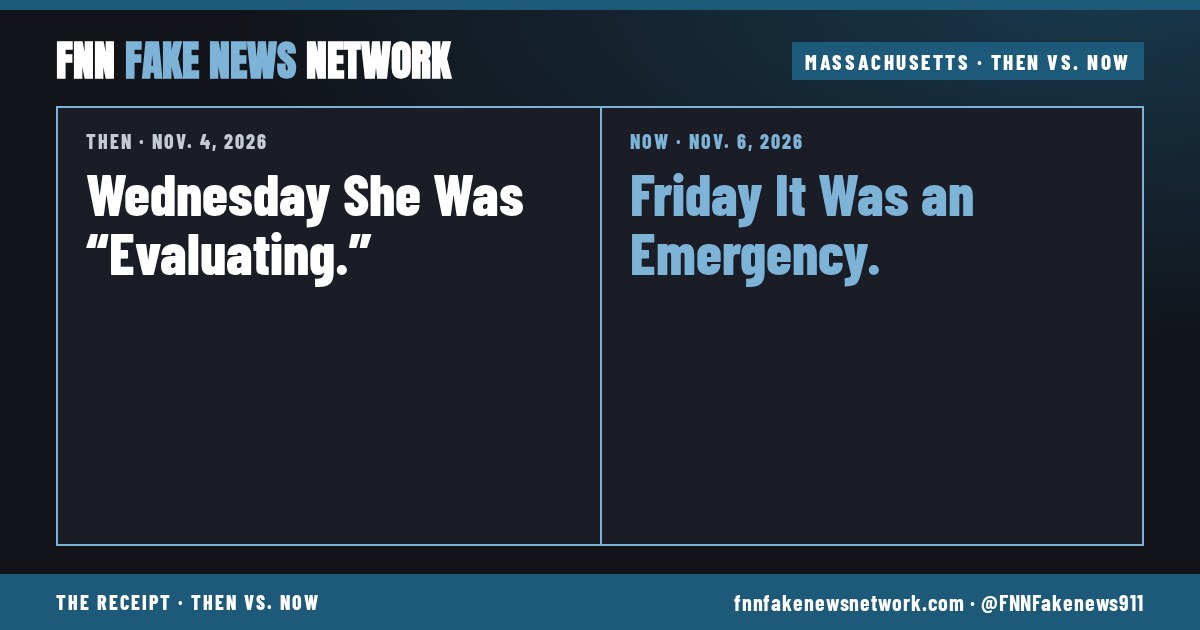 FNN FAKE NEWS NETWORK
MASSACHUSETTS · THEN VS. NOW
THEN · NOV. 4, 2026
Wednesday She Was
“Evaluating.”
NOW · NOV. 6, 2026
Friday It Was an
Emergency.
THE RECEIPT · THEN VS. NOW
fnnfakenewsnetwork.com · @FNNFakenews911